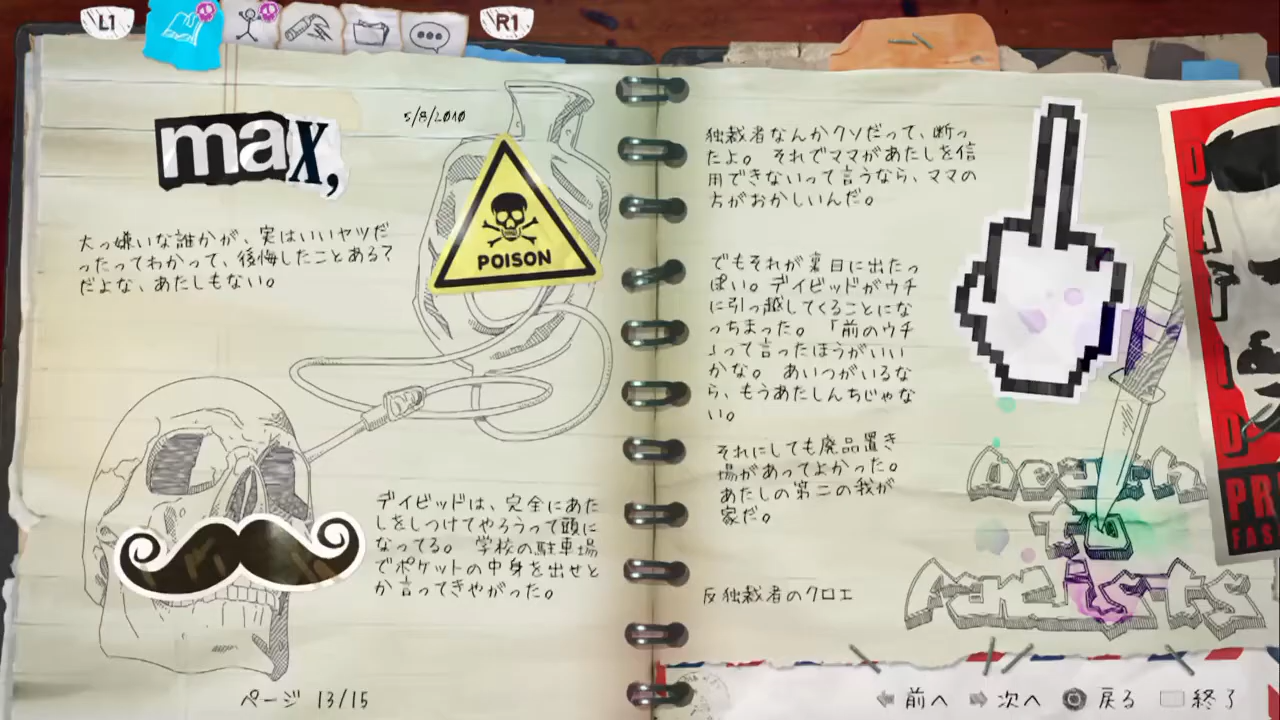 L1
R1
max,
5/8/2010
大っ嫌いな誰かが、実はいいヤツだ
ったってわかって、後悔したことある？
だよな、あたしもない。
POISON
デイビッドは、完全にあた
しをしつけてやろうって頭に
なってる。 学校の駐車場
でポケットの中身を出せと
か言ってきやがった。
ページ 13/15
独裁者なんかクソだって、断っ
たよ。 それでママがあたしを信
用できないって言うなら、ママの
方がおかしいんだ。
でもそれが裏目に出たっ
ぽい。デイビッドがウチ
に引っ越してくることにな
っちまった。 「前のウチ
」って言ったほうがいい
かな。 あいつがいるな
ら、もうあたしんちじゃな
い。
それにしても廃品置き
場があってよかった。
あたしの第二の我が
家だ。
反独裁者のクロエ
TO
PR
FAS
前へ
次へ
戻る
終了